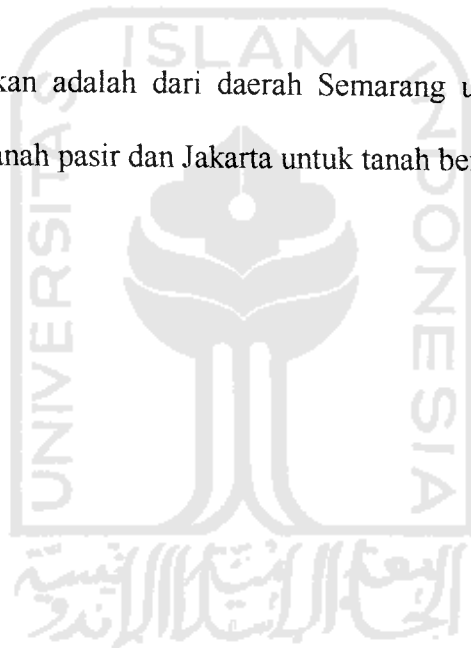 ISLAM
kan adalah dari daerah Semarang u
anah pasir dan Jakarta untuk tanah be
UNIVERSITAS
INDONESIA